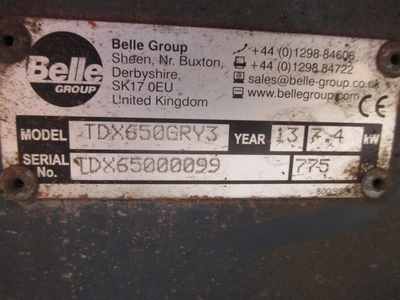 Belle
GROUP
Belle Group
Sheen, Nr. Buxton,
Derbyshire,
SK17 0EU
United Kingdom
+44 (0)1298 84606
+44 (0)1298 84722
sales@belle-group.co.uk
www.bellegroup.com
CE
MODEL TDX650GRY3 YEAR 13 7.4 kW
SERIAL No. TDX65000099 775